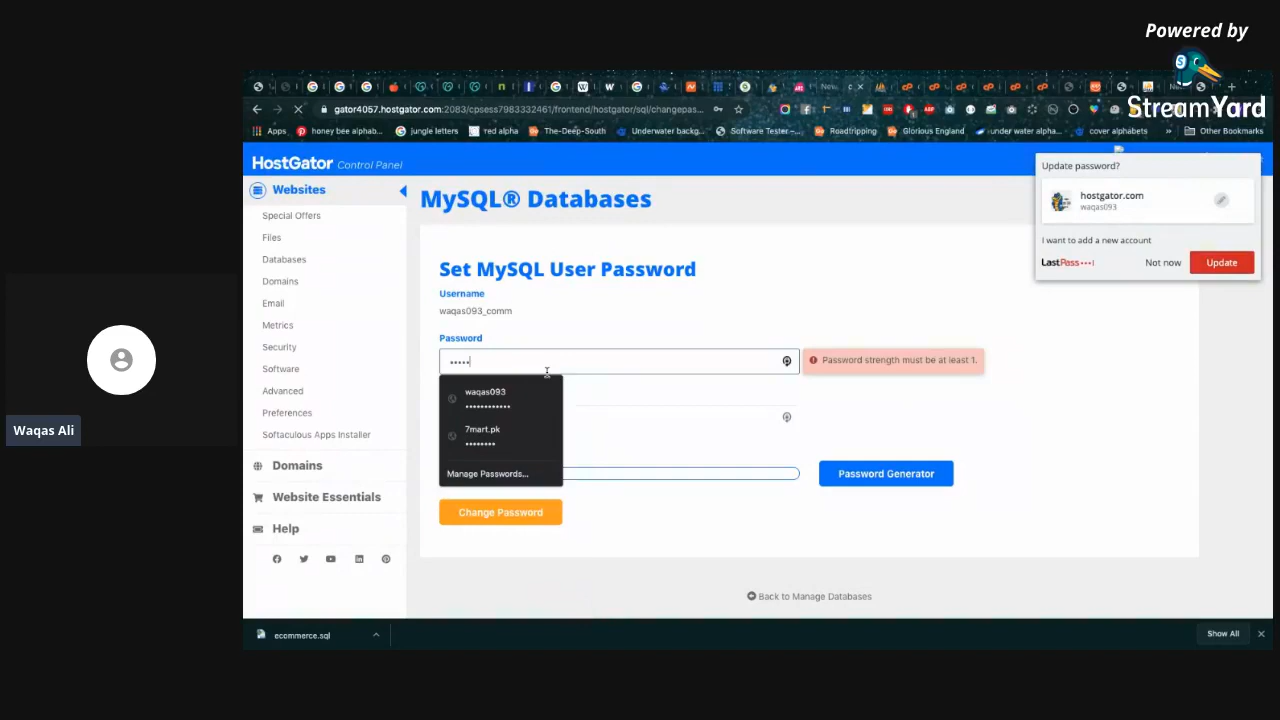 Powered by
StreamYard
gator4057.hostgator.com:2083/cpsess7983332461/frontend/hostgator/sql/changepas...
Apps
honey bee alphab...
jungle letters
red alpha
The-Deep-South
Underwater backg...
Software Tester –...
Roadtripping
Glorious England
under water alpha...
cover alphabets
»
Other Bookmarks
HostGator Control Panel
Update password?
hostgator.com
waqas093
I want to add a new account
LastPass
Not now
Update
Websites
Special Offers
Files
Databases
Domains
Email
Metrics
Security
Software
Advanced
Preferences
Softaculous Apps Installer
Domains
Website Essentials
Help
MySQL® Databases
Set MySQL User Password
Username
waqas093_comm
Password
•••••
Password strength must be at least 1.
waqas093
••••••••••••
7mart.pk
••••••••
Manage Passwords...
Password Generator
Change Password
Back to Manage Databases
Waqas Ali
ecommerce.sql
Show All